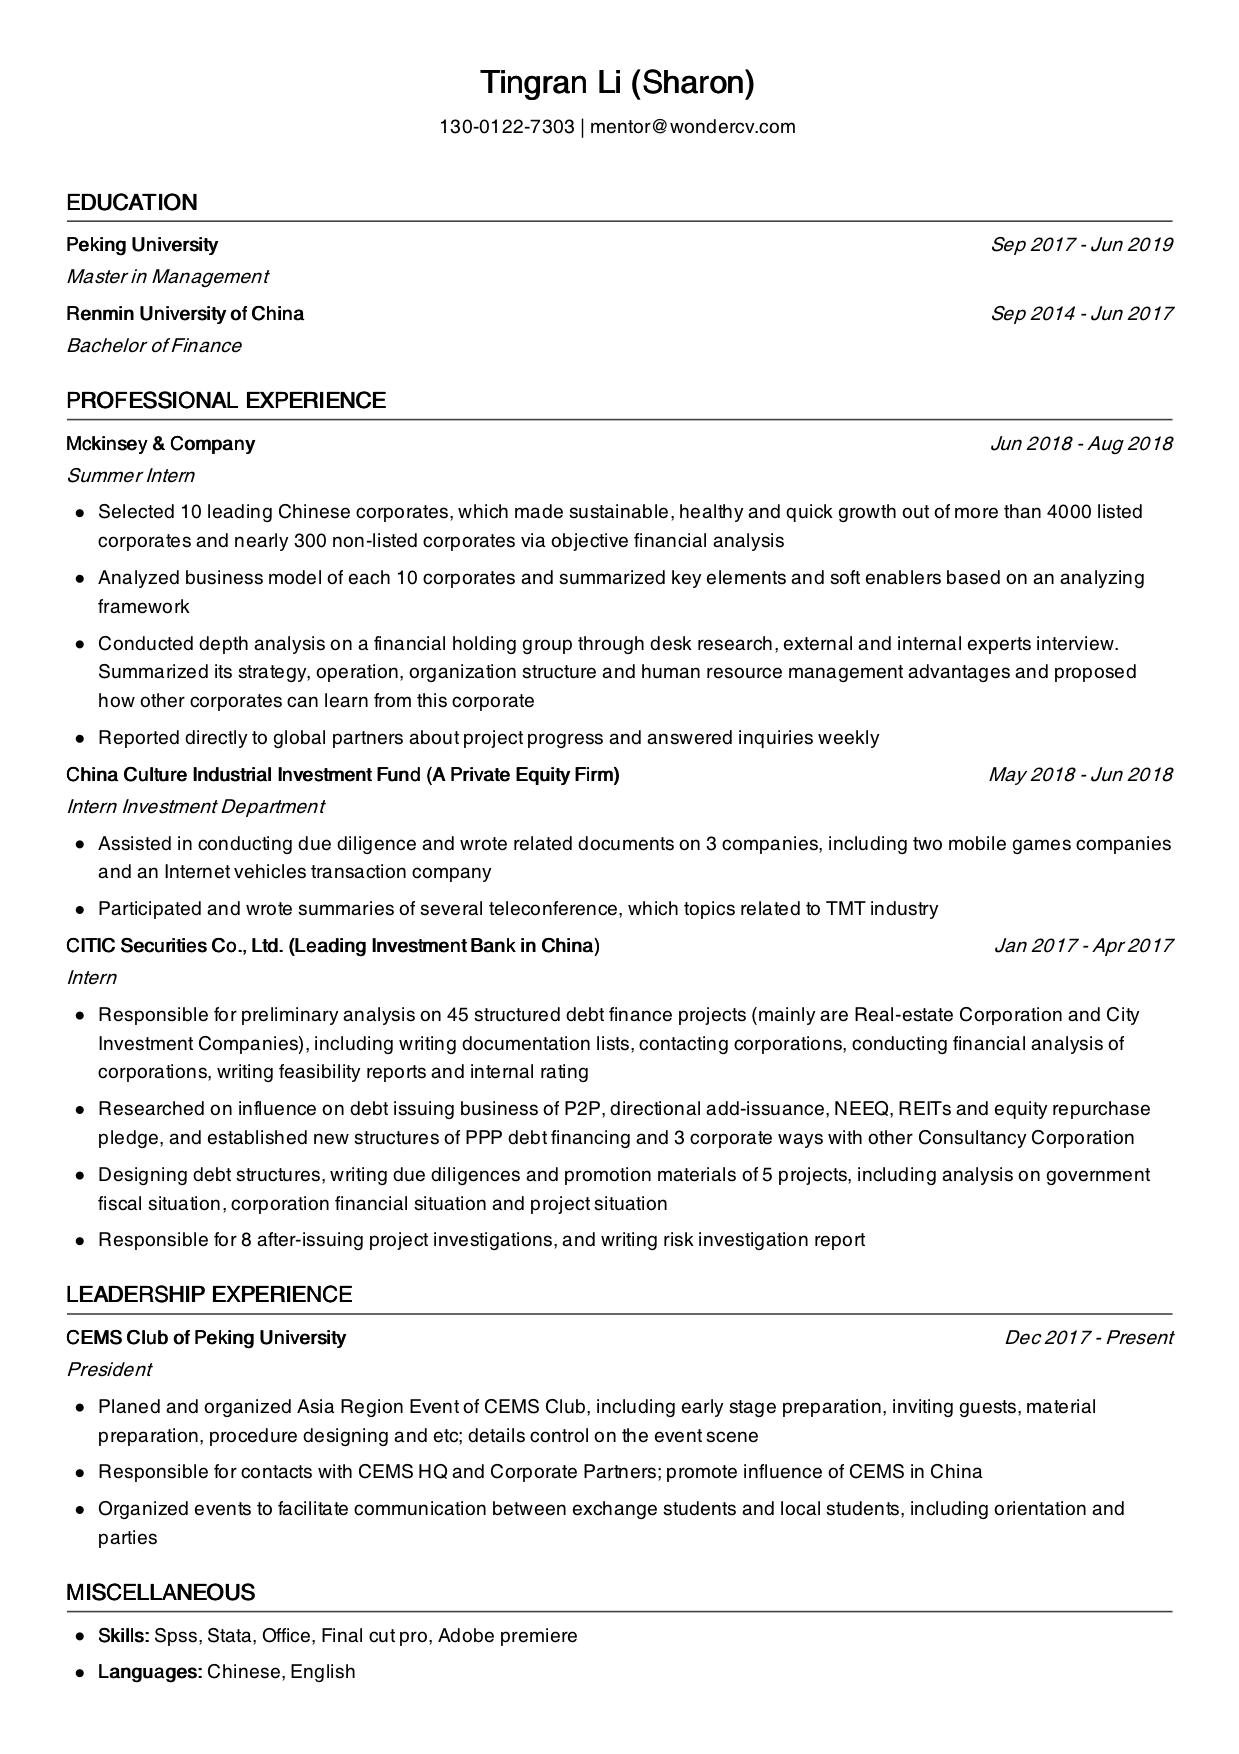 Tingran Li (Sharon)
130-0122-7303 | mentor@wondercv.com
EDUCATION
Peking University Sep 2017 - Jun 2019
Master in Management
Renmin University of China Sep 2014 - Jun 2017
Bachelor of Finance
PROFESSIONAL EXPERIENCE
Mckinsey & Company Jun 2018 - Aug 2018
Summer Intern
● Selected 10 leading Chinese corporates, which made sustainable, healthy and quick growth out of more than 4000 listed
corporates and nearly 300 non-listed corporates via objective financial analysis
● Analyzed business model of each 10 corporates and summarized key elements and soft enablers based on an analyzing
framework
● Conducted depth analysis on a financial holding group through desk research, external and internal experts interview.
Summarized its strategy, operation, organization structure and human resource management advantages and proposed
how other corporates can learn from this corporate
● Reported directly to global partners about project progress and answered inquiries weekly
China Culture Industrial Investment Fund (A Private Equity Firm) May 2018 - Jun 2018
Intern Investment Department
● Assisted in conducting due diligence and wrote related documents on 3 companies, including two mobile games companies
and an Internet vehicles transaction company
● Participated and wrote summaries of several teleconference, which topics related to TMT industry
CITIC Securities Co., Ltd. (Leading Investment Bank in China) Jan 2017 - Apr 2017
Intern
● Responsible for preliminary analysis on 45 structured debt finance projects (mainly are Real-estate Corporation and City
Investment Companies), including writing documentation lists, contacting corporations, conducting financial analysis of
corporations, writing feasibility reports and internal rating
● Researched on influence on debt issuing business of P2P, directional add-issuance, NEEQ, REITs and equity repurchase
pledge, and established new structures of PPP debt financing and 3 corporate ways with other Consultancy Corporation
● Designing debt structures, writing due diligences and promotion materials of 5 projects, including analysis on government
fiscal situation, corporation financial situation and project situation
● Responsible for 8 after-issuing project investigations, and writing risk investigation report
LEADERSHIP EXPERIENCE
CEMS Club of Peking University Dec 2017 - Present
President
● Planed and organized Asia Region Event of CEMS Club, including early stage preparation, inviting guests, material
preparation, procedure designing and etc; details control on the event scene
● Responsible for contacts with CEMS HQ and Corporate Partners; promote influence of CEMS in China
● Organized events to facilitate communication between exchange students and local students, including orientation and
parties
MISCELLANEOUS
● Skills: Spss, Stata, Office, Final cut pro, Adobe premiere
● Languages: Chinese, English